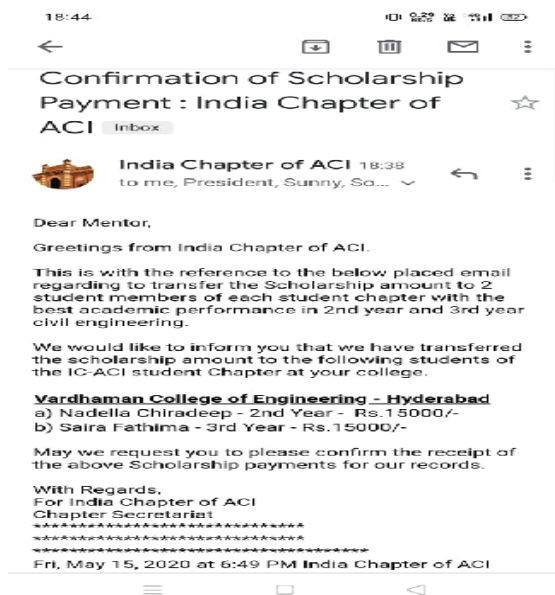 18:44
0.29
Confirmation of Scholarship
Payment : India Chapter of
ACI Inbox
India Chapter of ACI 18:38
to me, President, Sunny, So...
Dear Mentor,
Greetings from India Chapter of ACI.
This is with the reference to the below placed email
regarding to transfer the Scholarship amount to 2
student members of each student chapter with the
best academic performance in 2nd year and 3rd year
civil engineering.
We would like to inform you that we have transferred
the scholarship amount to the following students of
the IC-ACI student Chapter at your college.
Vardhaman College of Engineering - Hyderabad
a) Nadella Chiradeep - 2nd Year - Rs.15000/-
b) Saira Fathima - 3rd Year - Rs.15000/-
May we request you to please confirm the receipt of
the above Scholarship payments for our records.
With Regards,
For India Chapter of ACI
Chapter Secretariat
******************************
******************************
*************************************
Fri, May 15, 2020 at 6:49 PM India Chapter of ACI